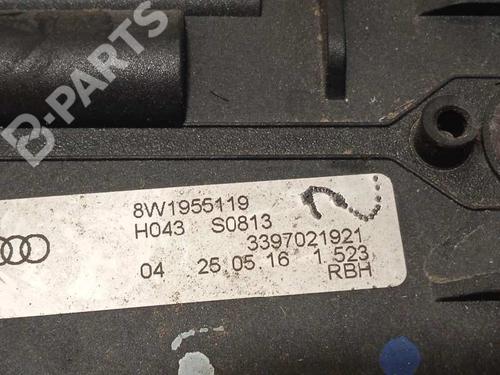 B-PARTS
8W1955119
H043 S0813
3397021921
04 25.05.16 1.523
RBH